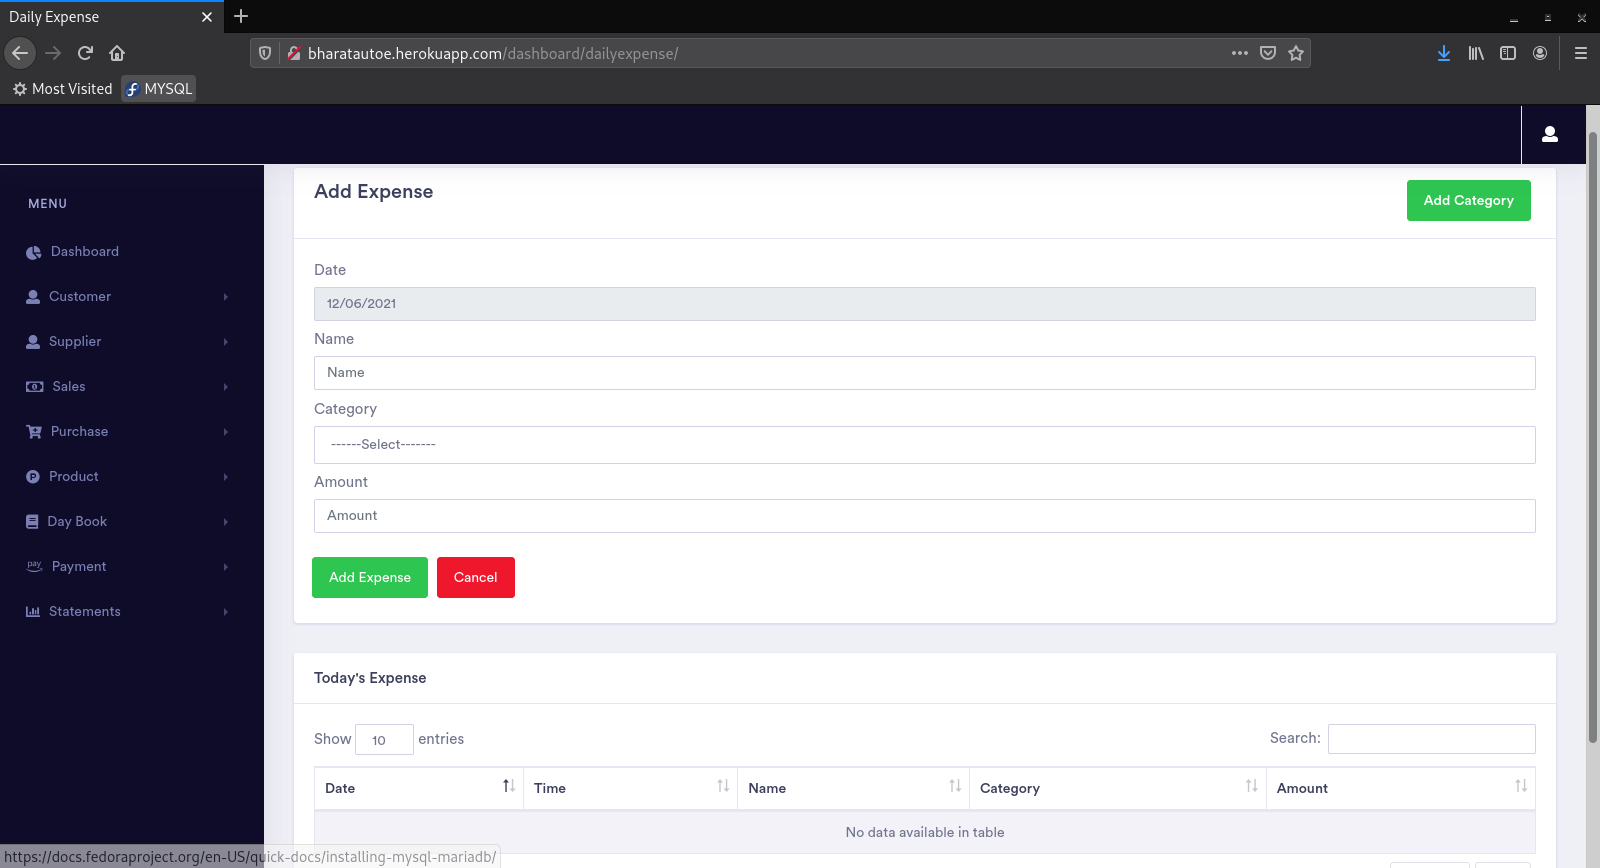 Daily Expense
bharatautoe.herokuapp.com/dashboard/dailyexpense/
Most Visited MYSQL
MENU
Dashboard
Customer
Supplier
Sales
Purchase
Product
Day Book
pay Payment
Statements
Add Expense
Add Category
Date
12/06/2021
Name
Name
Category
------Select-------
Amount
Amount
Add Expense Cancel
Today's Expense
Show 10 entries Search:
Date Time Name Category Amount
No data available in table
https://docs.fedoraproject.org/en-US/quick-docs/installing-mysql-mariadb/